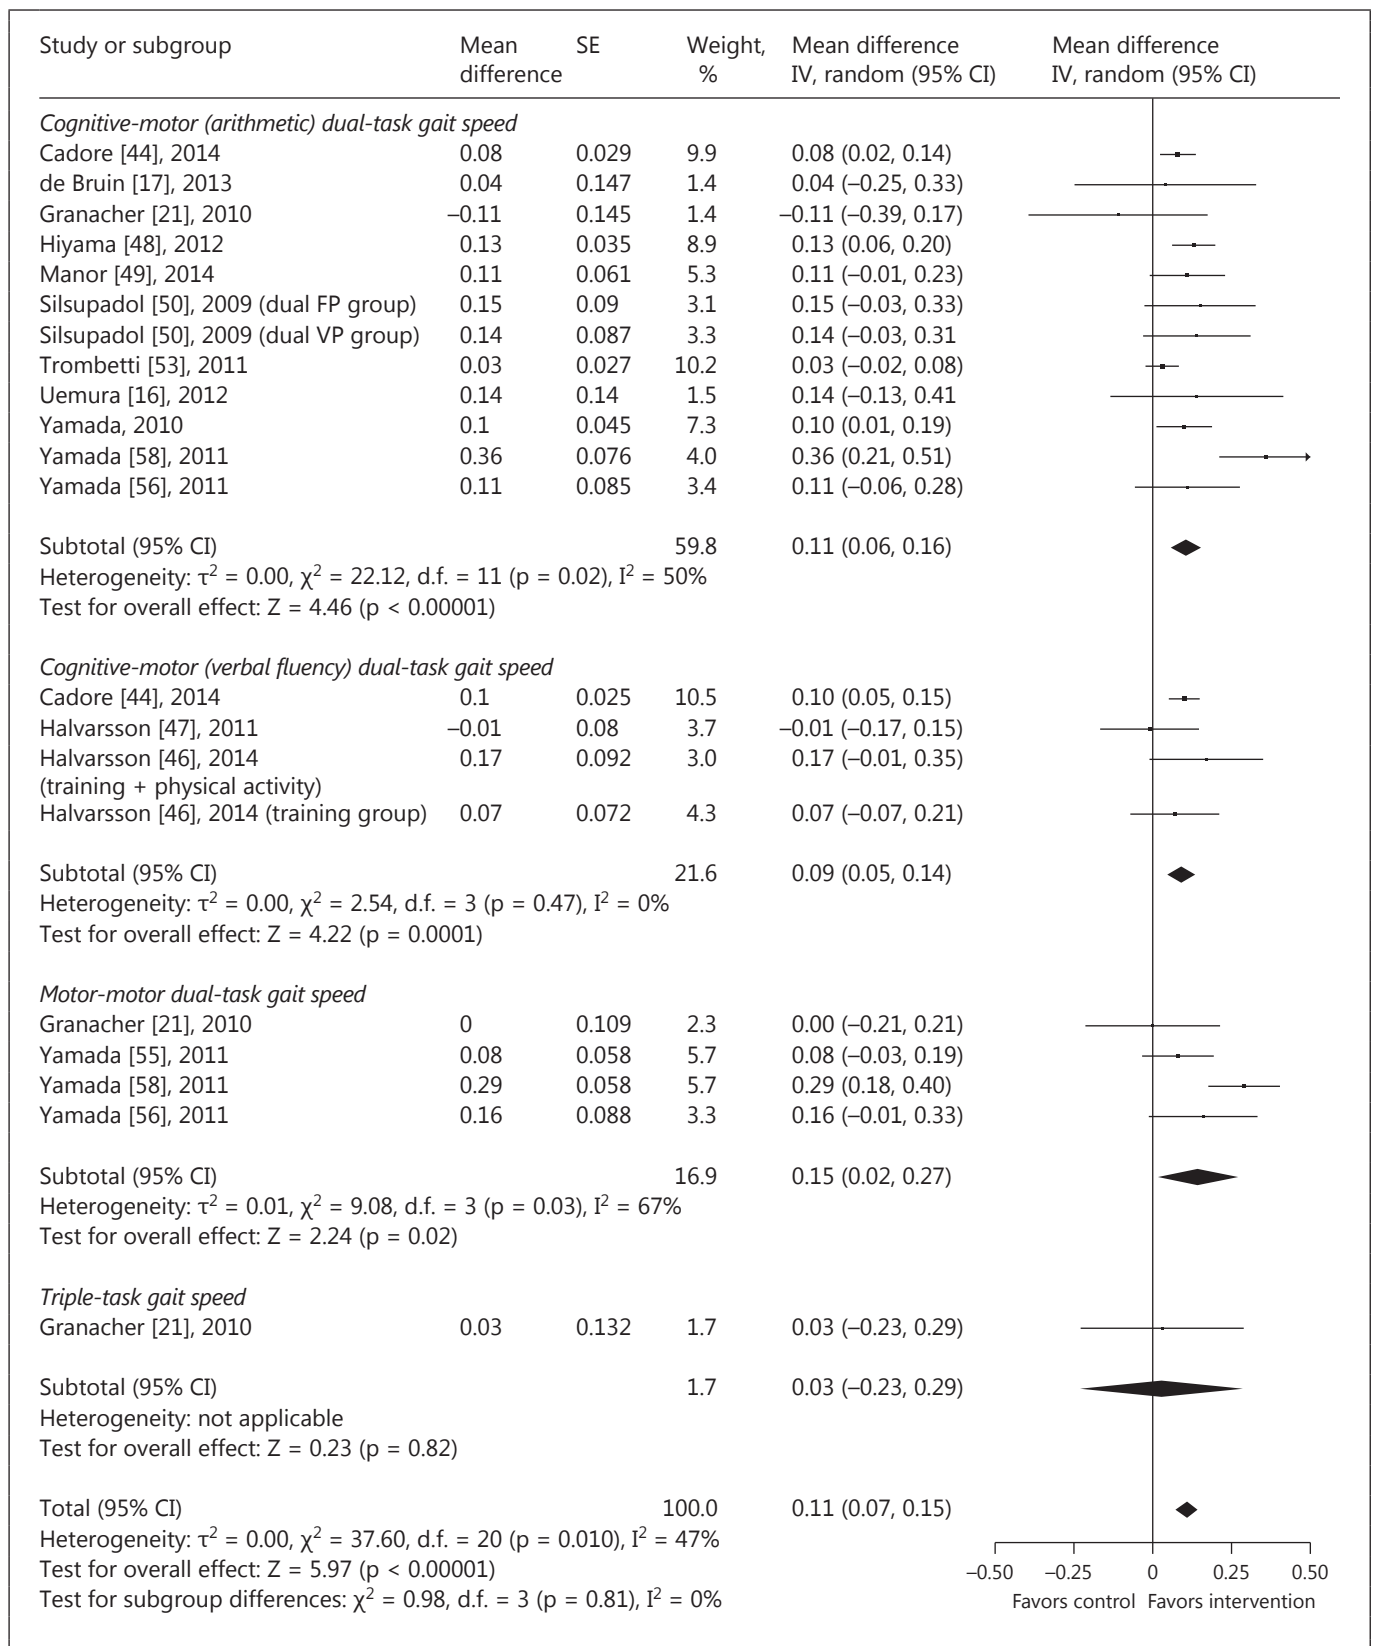 Study or subgroup Mean difference SE Weight, % Mean difference IV, random (95% CI) Mean difference IV, random (95% CI)
Cognitive-motor (arithmetic) dual-task gait speed
Cadore [44], 2014 0.08 0.029 9.9 0.08 (0.02, 0.14)
de Bruin [17], 2013 0.04 0.147 1.4 0.04 (–0.25, 0.33)
Granacher [21], 2010 –0.11 0.145 1.4 –0.11 (–0.39, 0.17)
Hiyama [48], 2012 0.13 0.035 8.9 0.13 (0.06, 0.20)
Manor [49], 2014 0.11 0.061 5.3 0.11 (–0.01, 0.23)
Silsupadol [50], 2009 (dual FP group) 0.15 0.09 3.1 0.15 (–0.03, 0.33)
Silsupadol [50], 2009 (dual VP group) 0.14 0.087 3.3 0.14 (–0.03, 0.31
Trombetti [53], 2011 0.03 0.027 10.2 0.03 (–0.02, 0.08)
Uemura [16], 2012 0.14 0.14 1.5 0.14 (–0.13, 0.41
Yamada, 2010 0.1 0.045 7.3 0.10 (0.01, 0.19)
Yamada [58], 2011 0.36 0.076 4.0 0.36 (0.21, 0.51)
Yamada [56], 2011 0.11 0.085 3.4 0.11 (–0.06, 0.28)
Subtotal (95% CI) 59.8 0.11 (0.06, 0.16)
Heterogeneity: τ² = 0.00, χ² = 22.12, d.f. = 11 (p = 0.02), I² = 50%
Test for overall effect: Z = 4.46 (p < 0.00001)
Cognitive-motor (verbal fluency) dual-task gait speed
Cadore [44], 2014 0.1 0.025 10.5 0.10 (0.05, 0.15)
Halvarsson [47], 2011 –0.01 0.08 3.7 –0.01 (–0.17, 0.15)
Halvarsson [46], 2014 0.17 0.092 3.0 0.17 (–0.01, 0.35)
(training + physical activity)
Halvarsson [46], 2014 (training group) 0.07 0.072 4.3 0.07 (–0.07, 0.21)
Subtotal (95% CI) 21.6 0.09 (0.05, 0.14)
Heterogeneity: τ² = 0.00, χ² = 2.54, d.f. = 3 (p = 0.47), I² = 0%
Test for overall effect: Z = 4.22 (p = 0.0001)
Motor-motor dual-task gait speed
Granacher [21], 2010 0 0.109 2.3 0.00 (–0.21, 0.21)
Yamada [55], 2011 0.08 0.058 5.7 0.08 (–0.03, 0.19)
Yamada [58], 2011 0.29 0.058 5.7 0.29 (0.18, 0.40)
Yamada [56], 2011 0.16 0.088 3.3 0.16 (–0.01, 0.33)
Subtotal (95% CI) 16.9 0.15 (0.02, 0.27)
Heterogeneity: τ² = 0.01, χ² = 9.08, d.f. = 3 (p = 0.03), I² = 67%
Test for overall effect: Z = 2.24 (p = 0.02)
Triple-task gait speed
Granacher [21], 2010 0.03 0.132 1.7 0.03 (–0.23, 0.29)
Subtotal (95% CI) 1.7 0.03 (–0.23, 0.29)
Heterogeneity: not applicable
Test for overall effect: Z = 0.23 (p = 0.82)
Total (95% CI) 100.0 0.11 (0.07, 0.15)
Heterogeneity: τ² = 0.00, χ² = 37.60, d.f. = 20 (p = 0.010), I² = 47%
Test for overall effect: Z = 5.97 (p < 0.00001)
Test for subgroup differences: χ² = 0.98, d.f. = 3 (p = 0.81), I² = 0%
–0.50 –0.25 0 0.25 0.50
Favors control Favors intervention